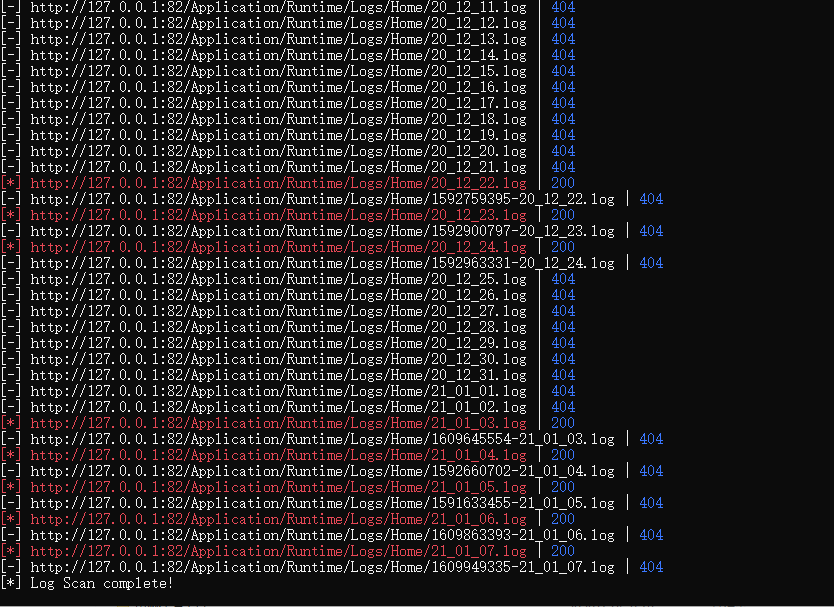 [-] http://127.0.0.1:82/Application/Runtime/Logs/Home/20_12_11.log | 404
[-] http://127.0.0.1:82/Application/Runtime/Logs/Home/20_12_12.log | 404
[-] http://127.0.0.1:82/Application/Runtime/Logs/Home/20_12_13.log | 404
[-] http://127.0.0.1:82/Application/Runtime/Logs/Home/20_12_14.log | 404
[-] http://127.0.0.1:82/Application/Runtime/Logs/Home/20_12_15.log | 404
[-] http://127.0.0.1:82/Application/Runtime/Logs/Home/20_12_16.log | 404
[-] http://127.0.0.1:82/Application/Runtime/Logs/Home/20_12_17.log | 404
[-] http://127.0.0.1:82/Application/Runtime/Logs/Home/20_12_18.log | 404
[-] http://127.0.0.1:82/Application/Runtime/Logs/Home/20_12_19.log | 404
[-] http://127.0.0.1:82/Application/Runtime/Logs/Home/20_12_20.log | 404
[-] http://127.0.0.1:82/Application/Runtime/Logs/Home/20_12_21.log | 404
[*] http://127.0.0.1:82/Application/Runtime/Logs/Home/20_12_22.log | 200
[-] http://127.0.0.1:82/Application/Runtime/Logs/Home/1592759395-20_12_22.log | 404
[*] http://127.0.0.1:82/Application/Runtime/Logs/Home/20_12_23.log | 200
[-] http://127.0.0.1:82/Application/Runtime/Logs/Home/1592900797-20_12_23.log | 404
[*] http://127.0.0.1:82/Application/Runtime/Logs/Home/20_12_24.log | 200
[-] http://127.0.0.1:82/Application/Runtime/Logs/Home/1592963331-20_12_24.log | 404
[-] http://127.0.0.1:82/Application/Runtime/Logs/Home/20_12_25.log | 404
[-] http://127.0.0.1:82/Application/Runtime/Logs/Home/20_12_26.log | 404
[-] http://127.0.0.1:82/Application/Runtime/Logs/Home/20_12_27.log | 404
[-] http://127.0.0.1:82/Application/Runtime/Logs/Home/20_12_28.log | 404
[-] http://127.0.0.1:82/Application/Runtime/Logs/Home/20_12_29.log | 404
[-] http://127.0.0.1:82/Application/Runtime/Logs/Home/20_12_30.log | 404
[-] http://127.0.0.1:82/Application/Runtime/Logs/Home/20_12_31.log | 404
[-] http://127.0.0.1:82/Application/Runtime/Logs/Home/21_01_01.log | 404
[-] http://127.0.0.1:82/Application/Runtime/Logs/Home/21_01_02.log | 404
[*] http://127.0.0.1:82/Application/Runtime/Logs/Home/21_01_03.log | 200
[-] http://127.0.0.1:82/Application/Runtime/Logs/Home/1609645554-21_01_03.log | 404
[*] http://127.0.0.1:82/Application/Runtime/Logs/Home/21_01_04.log | 200
[-] http://127.0.0.1:82/Application/Runtime/Logs/Home/1592660702-21_01_04.log | 404
[*] http://127.0.0.1:82/Application/Runtime/Logs/Home/21_01_05.log | 200
[-] http://127.0.0.1:82/Application/Runtime/Logs/Home/1591633455-21_01_05.log | 404
[*] http://127.0.0.1:82/Application/Runtime/Logs/Home/21_01_06.log | 200
[-] http://127.0.0.1:82/Application/Runtime/Logs/Home/1609863393-21_01_06.log | 404
[*] http://127.0.0.1:82/Application/Runtime/Logs/Home/21_01_07.log | 200
[-] http://127.0.0.1:82/Application/Runtime/Logs/Home/1609949335-21_01_07.log | 404
[*] Log Scan complete!